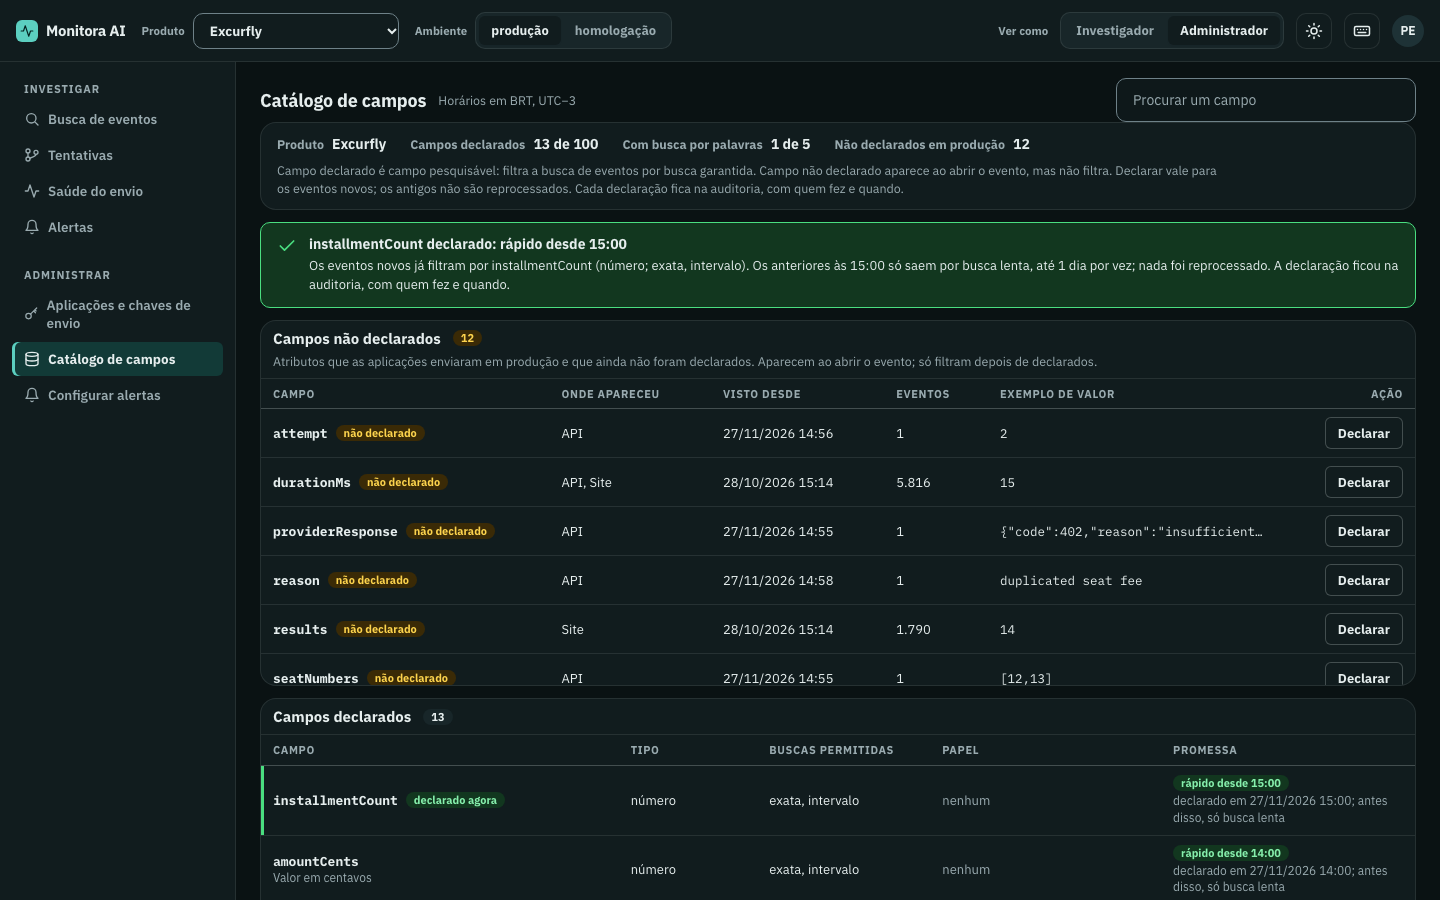 Monitora AI Produto Excurfly Ambiente produção homologação Ver como Investigador Administrador PE
INVESTIGAR
Busca de eventos
Tentativas
Saúde do envio
Alertas
ADMINISTRAR
Aplicações e chaves de
envio
Catálogo de campos
Configurar alertas
Catálogo de campos Horários em BRT, UTC−3 Procurar um campo
Produto Excurfly Campos declarados 13 de 100 Com busca por palavras 1 de 5 Não declarados em produção 12
Campo declarado é campo pesquisável: filtra a busca de eventos por busca garantida. Campo não declarado aparece ao abrir o evento, mas não filtra. Declarar vale para
os eventos novos; os antigos não são reprocessados. Cada declaração fica na auditoria, com quem fez e quando.
installmentCount declarado: rápido desde 15:00
Os eventos novos já filtram por installmentCount (número; exata, intervalo). Os anteriores às 15:00 só saem por busca lenta, até 1 dia por vez; nada foi reprocessado. A declaração ficou na
auditoria, com quem fez e quando.
Campos não declarados 12
Atributos que as aplicações enviaram em produção e que ainda não foram declarados. Aparecem ao abrir o evento; só filtram depois de declarados.
CAMPO ONDE APARECEU VISTO DESDE EVENTOS EXEMPLO DE VALOR AÇÃO
attempt não declarado API 27/11/2026 14:56 1 2 Declarar
durationMs não declarado API, Site 28/10/2026 15:14 5.816 15 Declarar
providerResponse não declarado API 27/11/2026 14:55 1 {"code":402,"reason":"insufficient… Declarar
reason não declarado API 27/11/2026 14:58 1 duplicated seat fee Declarar
results não declarado Site 28/10/2026 15:14 1.790 14 Declarar
seatNumbers não declarado API 27/11/2026 14:55 1 [12,13] Declarar
Campos declarados 13
CAMPO TIPO BUSCAS PERMITIDAS PAPEL PROMESSA
installmentCount declarado agora número exata, intervalo nenhum rápido desde 15:00
declarado em 27/11/2026 15:00; antes
disso, só busca lenta
amountCents número exata, intervalo nenhum rápido desde 14:00
Valor em centavos declarado em 27/11/2026 14:00; antes
disso, só busca lenta